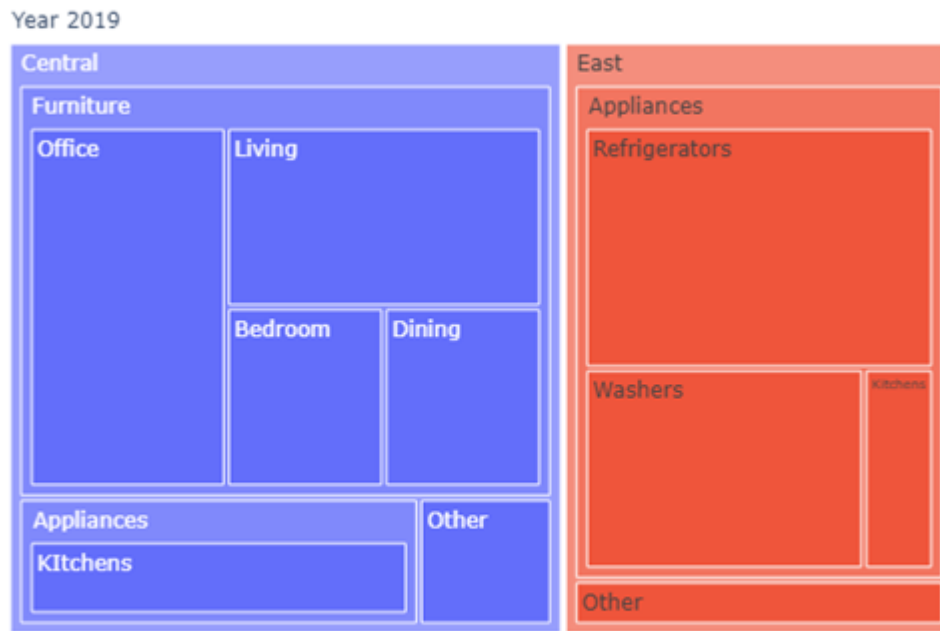 Year 2019
Central
Furniture
Office
Living
Bedroom
Dining
Appliances
KItchens
Other
East
Appliances
Refrigerators
Washers
Kitchens
Other